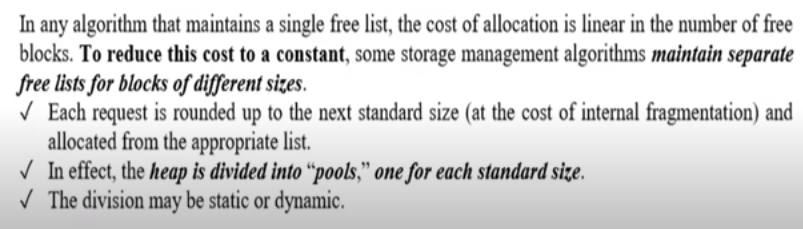 In any algorithm that maintains a single free list, the cost of allocation is linear in the number of free
blocks. To reduce this cost to a constant, some storage management algorithms maintain separate
free lists for blocks of different sizes.
✓ Each request is rounded up to the next standard size (at the cost of internal fragmentation) and
allocated from the appropriate list.
✓ In effect, the heap is divided into “pools,” one for each standard size.
✓ The division may be static or dynamic.